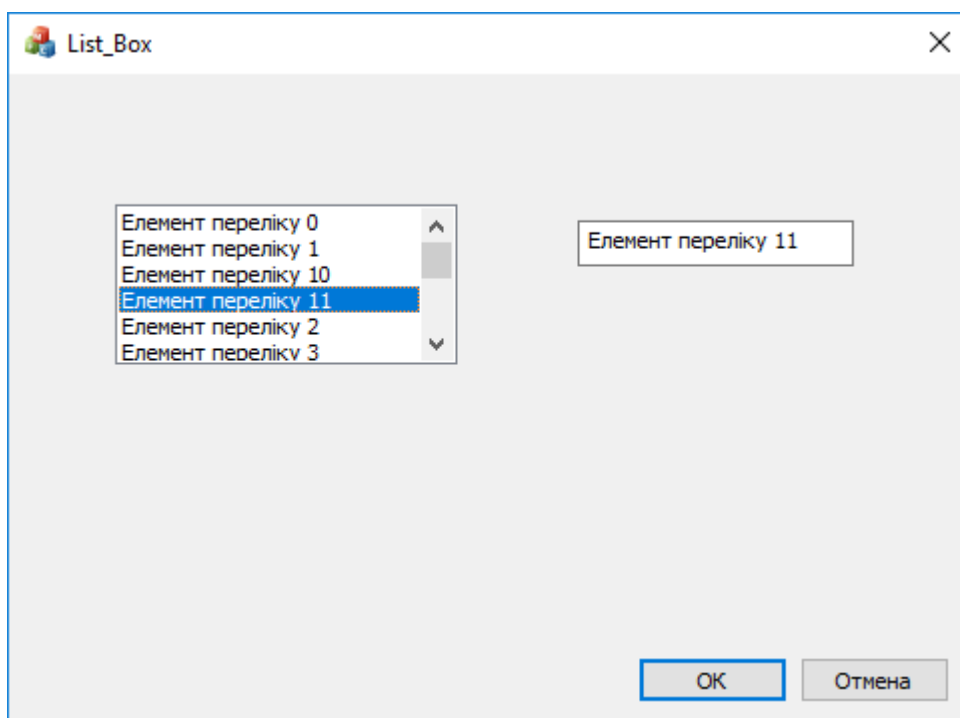 List_Box
Елемент переліку 0
Елемент переліку 1
Елемент переліку 10
Елемент переліку 11
Елемент переліку 2
Елемент переліку 3
Елемент переліку 11
OK
Отмена